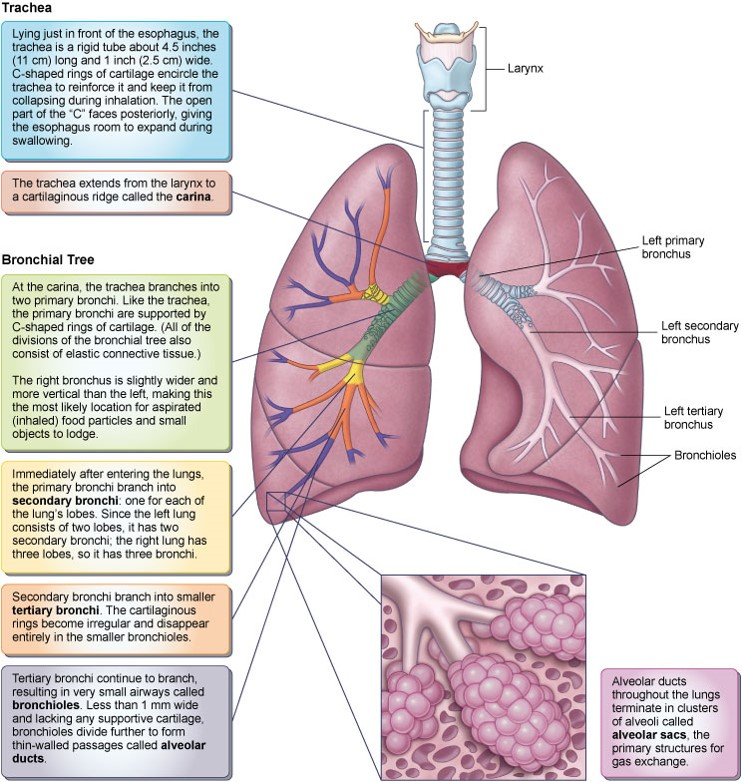 Trachea
Lying just in front of the esophagus, the
trachea is a rigid tube about 4.5 inches
(11 cm) long and 1 inch (2.5 cm) wide.
C-shaped rings of cartilage encircle the
trachea to reinforce it and keep it from
collapsing during inhalation. The open
part of the "C" faces posteriorly, giving
the esophagus room to expand during
swallowing.
Larynx
The trachea extends from the larynx to
a cartilaginous ridge called the carina.
Bronchial Tree
At the carina, the trachea branches into
two primary bronchi. Like the trachea,
the primary bronchi are supported by
C-shaped rings of cartilage. (All of the
divisions of the bronchial tree also
consist of elastic connective tissue.)
The right bronchus is slightly wider and
more vertical than the left, making this
the most likely location for aspirated
(inhaled) food particles and small
objects to lodge.
Left primary
bronchus
Left secondary
bronchus
Left tertiary
bronchus
Bronchioles
Immediately after entering the lungs,
the primary bronchi branch into
secondary bronchi: one for each of
the lung's lobes. Since the left lung
consists of two lobes, it has two
secondary bronchi; the right lung has
three lobes, so it has three bronchi.
Secondary bronchi branch into smaller
tertiary bronchi. The cartilaginous
rings become irregular and disappear
entirely in the smaller bronchioles.
Tertiary bronchi continue to branch,
resulting in very small airways called
bronchioles. Less than 1 mm wide
and lacking any supportive cartilage,
bronchioles divide further to form
thin-walled passages called alveolar
ducts.
Alveolar ducts
throughout the lungs
terminate in clusters
of alveoli called
alveolar sacs, the
primary structures for
gas exchange.